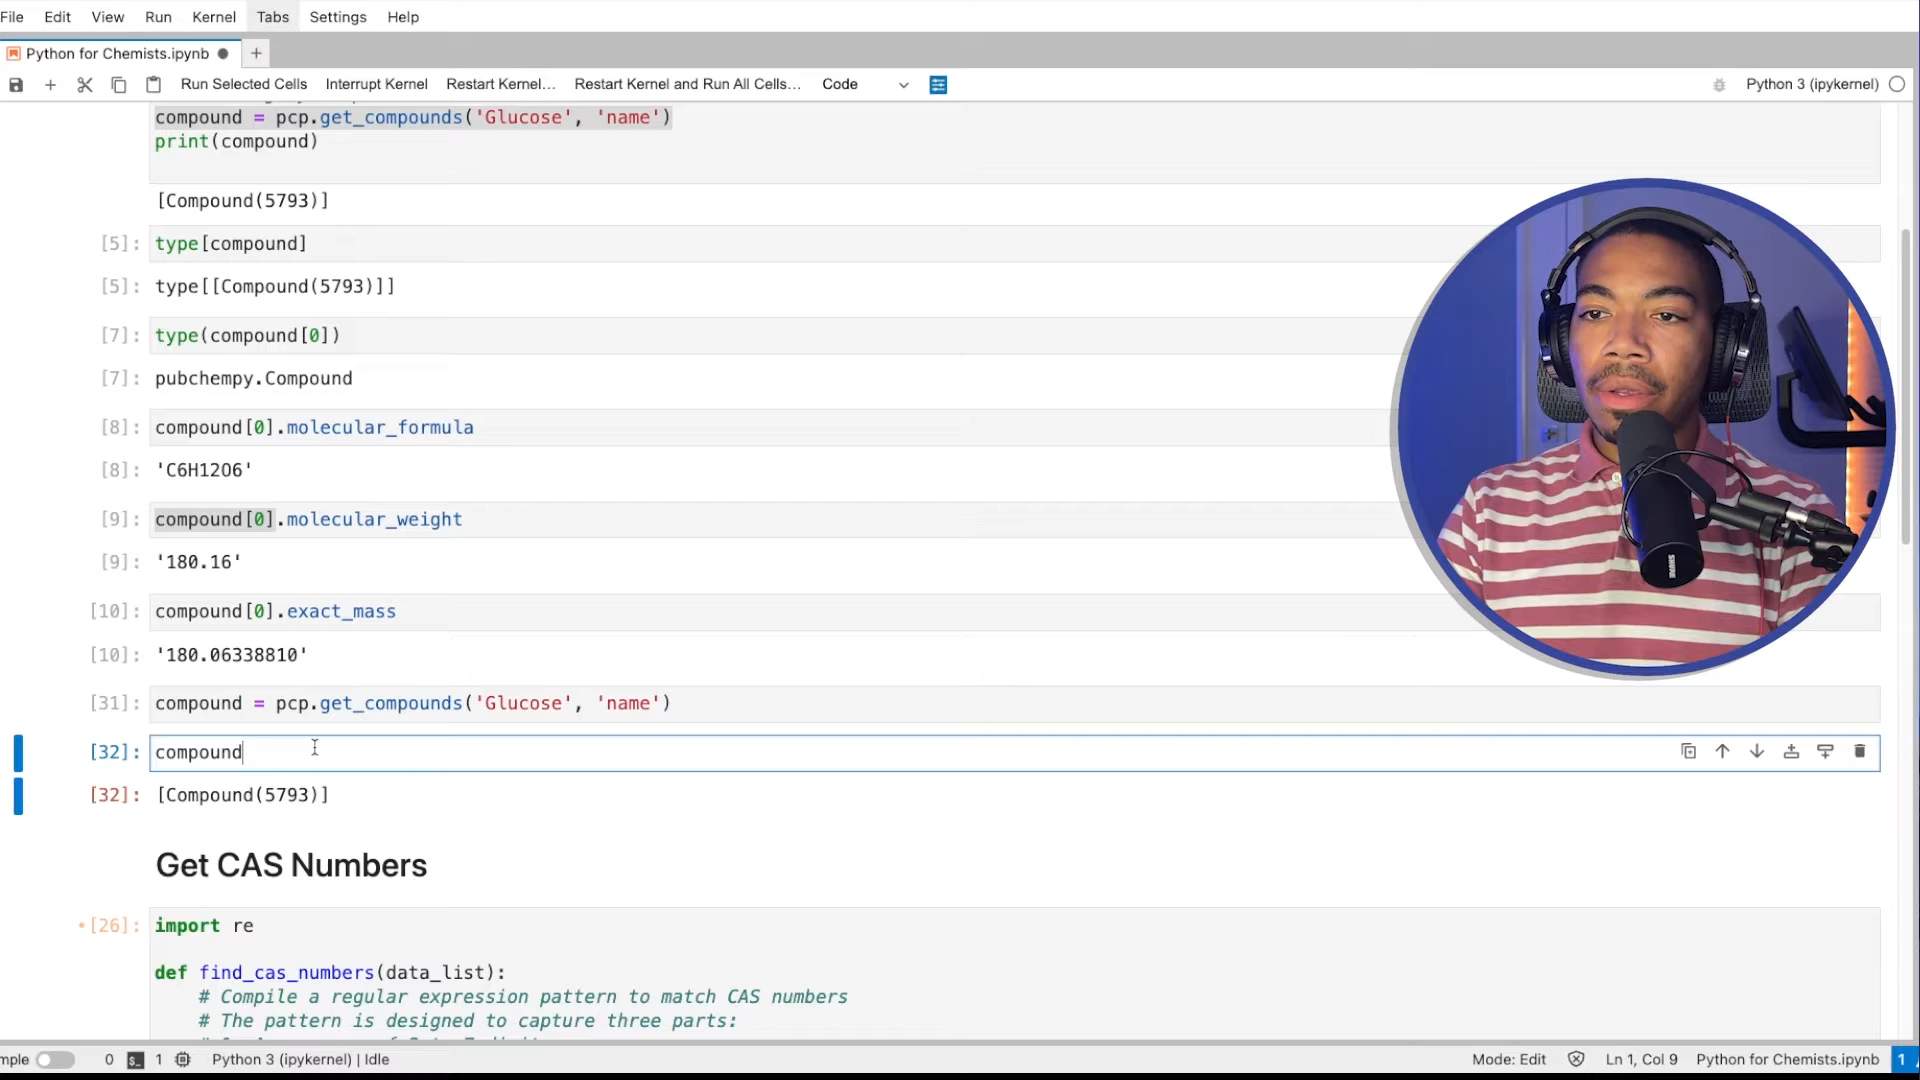 File Edit View Run Kernel Tabs Settings Help
Python for Chemists.ipynb
Run Selected Cells Interrupt Kernel Restart Kernel... Restart Kernel and Run All Cells... Code Python 3 (ipykernel)
compound = pcp.get_compounds('Glucose', 'name')
print(compound)
[Compound(5793)]
[5]: type[compound]
[5]: type[[Compound(5793)]]
[7]: type(compound[0])
[7]: pubchempy.Compound
[8]: compound[0].molecular_formula
[8]: 'C6H12O6'
[9]: compound[0].molecular_weight
[9]: '180.16'
[10]: compound[0].exact_mass
[10]: '180.06338810'
[31]: compound = pcp.get_compounds('Glucose', 'name')
[32]: compound
[32]: [Compound(5793)]
Get CAS Numbers
[26]: import re
def find_cas_numbers(data_list):
# Compile a regular expression pattern to match CAS numbers
# The pattern is designed to capture three parts:
mple 0 1 Python 3 (ipykernel) | Idle Mode: Edit Ln 1, Col 9 Python for Chemists.ipynb 1
SHURE